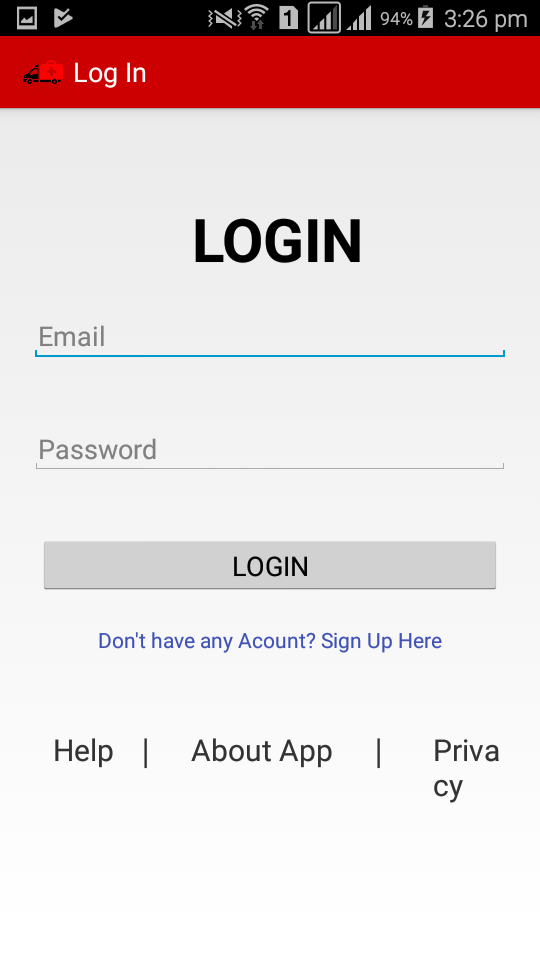 1 94% 3:26 pm
Log In
LOGIN
Email
Password
LOGIN
Don't have any Acount? Sign Up Here
Help | About App | Priva
cy